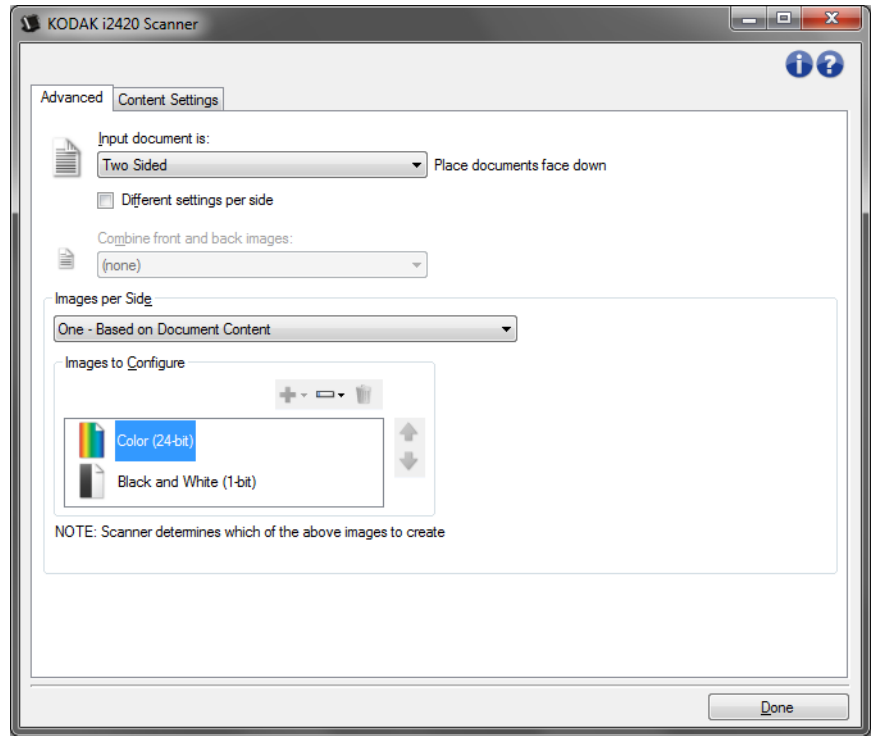 KODAK i2420 Scanner
Advanced
Content Settings
Input document is:
Two Sided
Place documents face down
Different settings per side
Combine front and back images:
(none)
Images per Side
One - Based on Document Content
Images to Configure
Color (24-bit)
Black and White (1-bit)
NOTE: Scanner determines which of the above images to create
Done